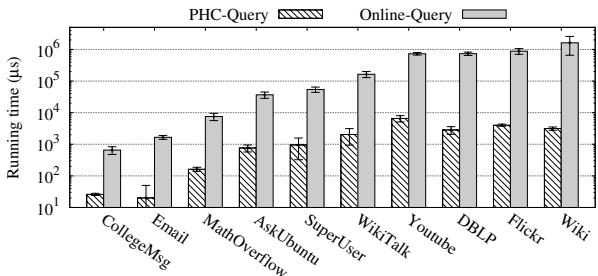 PHC-Query Online-Query
Running time (μs)
10^6
10^5
10^4
10^3
10^2
10^1
CollegeMsg
Email
MathOverflow
AskUbuntu
SuperUser
WikiTalk
Youtube
DBLP
Flickr
Wiki